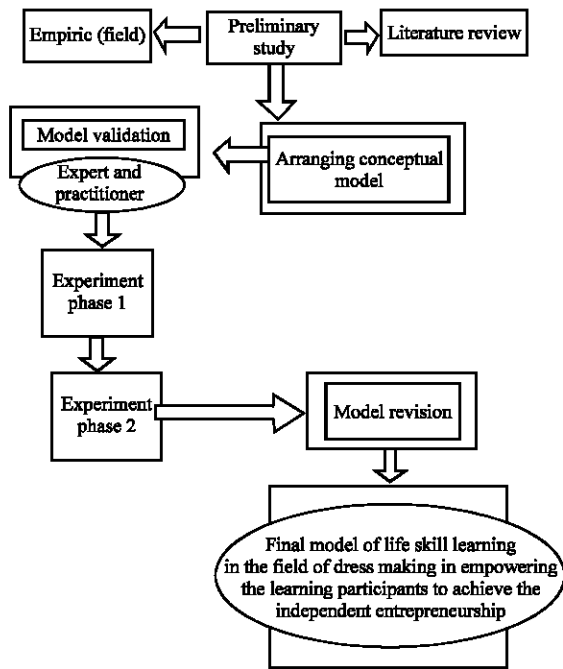 Empiric (field)
Preliminary
study
Literature review
Model validation
Expert and
practitioner
Arranging conceptual
model
Experiment
phase 1
Experiment
phase 2
Model revision
Final model of life skill learning
in the field of dress making in empowering
the learning participants to achieve the
independent entrepreneurship